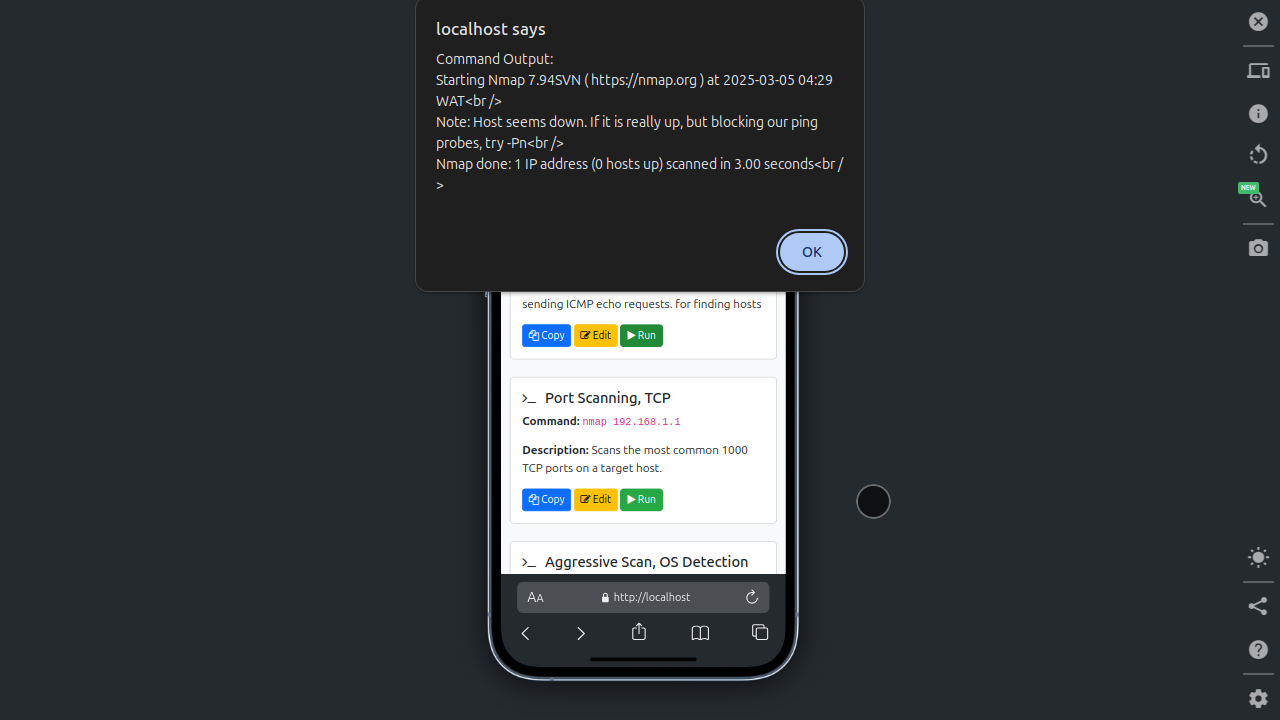 localhost says
Command Output:
Starting Nmap 7.94SVN ( https://nmap.org ) at 2025-03-05 04:29
WAT<br />
Note: Host seems down. If it is really up, but blocking our ping
probes, try -Pn<br />
Nmap done: 1 IP address (0 hosts up) scanned in 3.00 seconds<br /
>
OK
NEW
sending ICMP echo requests. for finding hosts
Copy Edit Run
>_ Port Scanning, TCP
Command: nmap 192.168.1.1
Description: Scans the most common 1000
TCP ports on a target host.
Copy Edit Run
>_ Aggressive Scan, OS Detection
AA http://localhost